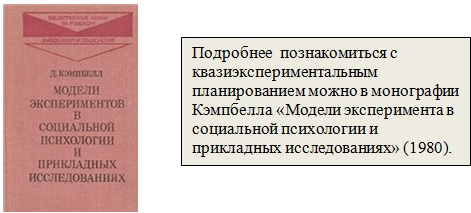 ОБЩЕСТВЕННЫЕ НАУКИ
ЗА РУБЕЖОМ
ФИЛОСОФИЯ И СОЦИОЛОГИЯ
Д. КЭМПБЕЛЛ
МОДЕЛИ
ЭКСПЕРИМЕНТОВ
В
СОЦИАЛЬНОЙ
ПСИХОЛОГИИ
И
ПРИКЛАДНЫХ
ИССЛЕДОВАНИЯХ
Подробнее познакомиться с
квазиэкспериментальным
планированием можно в монографии
Кэмпбелла «Модели эксперимента в
социальной психологии и
прикладных исследованиях» (1980).